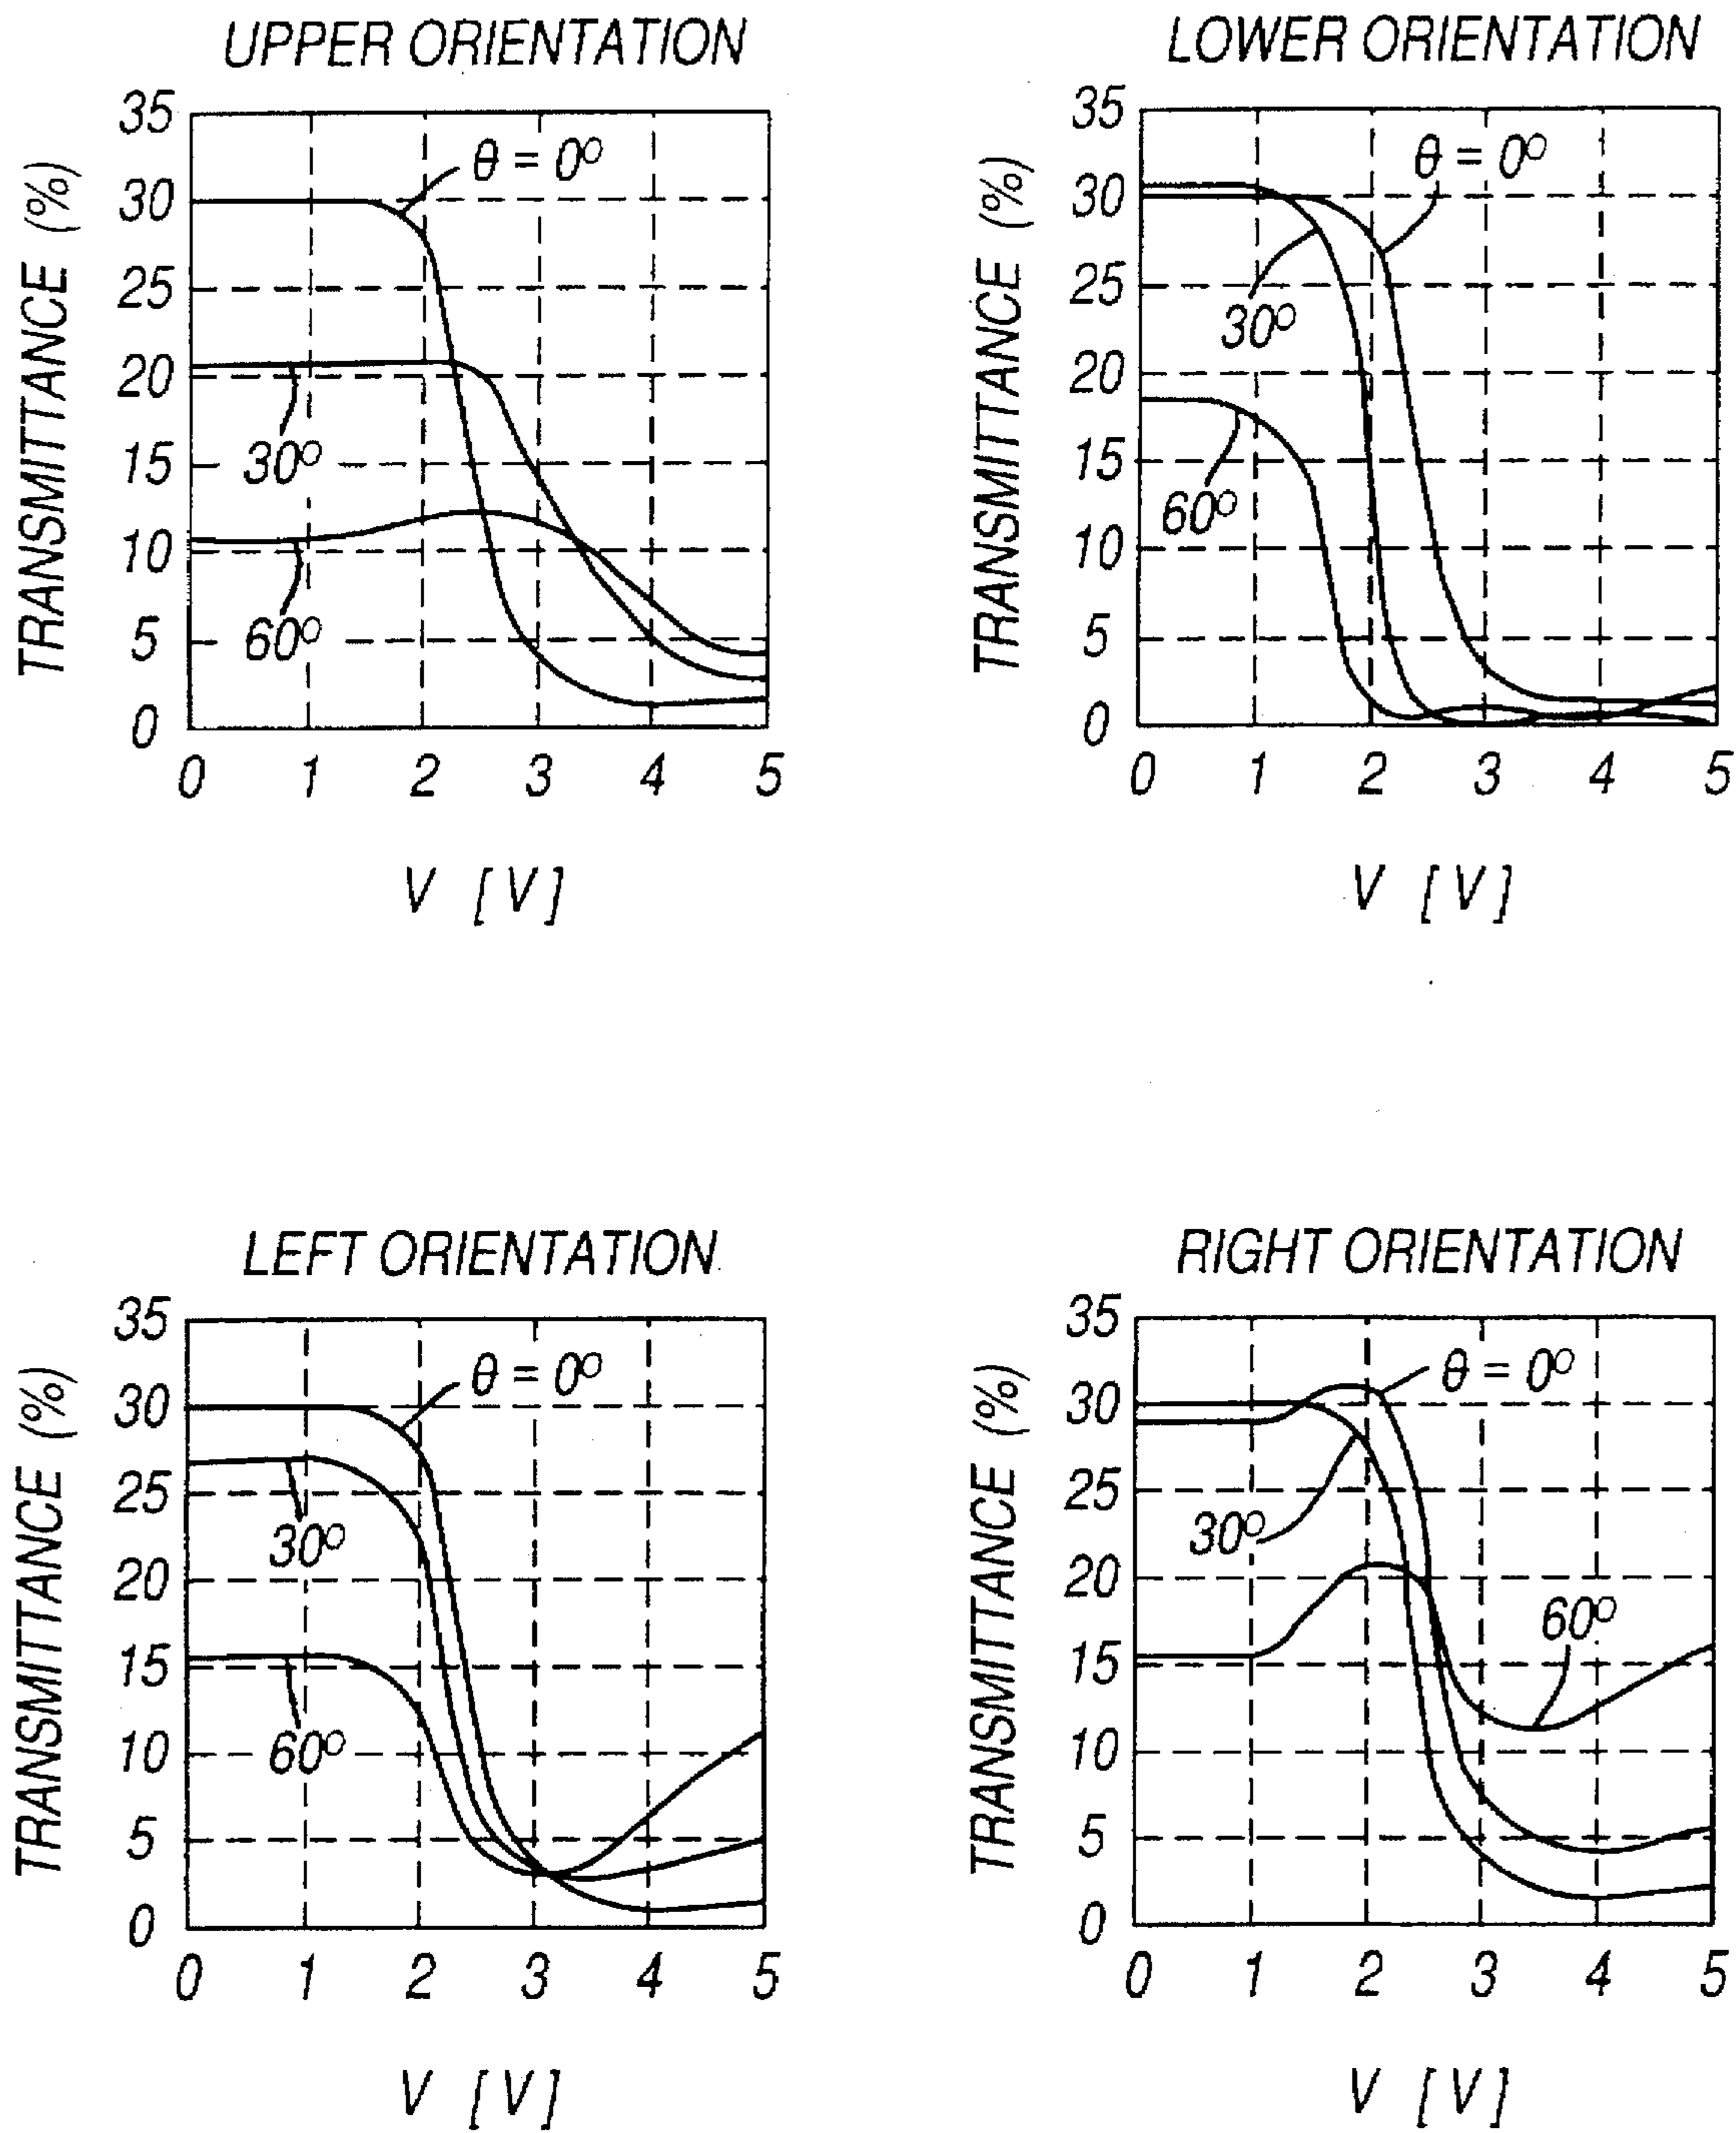 UPPER ORIENTATION
TRANSMITTANCE (%)
35
30
25
20
15
10
5
0
θ = 0°
30°
60°
0 1 2 3 4 5
V [V]
LOWER ORIENTATION
TRANSMITTANCE (%)
35
30
25
20
15
10
5
0
θ = 0°
30°
60°
0 1 2 3 4 5
V [V]
LEFT ORIENTATION
TRANSMITTANCE (%)
35
30
25
20
15
10
5
0
θ = 0°
30°
60°
0 1 2 3 4 5
V [V]
RIGHT ORIENTATION
TRANSMITTANCE (%)
35
30
25
20
15
10
5
0
θ = 0°
30°
60°
0 1 2 3 4 5
V [V]